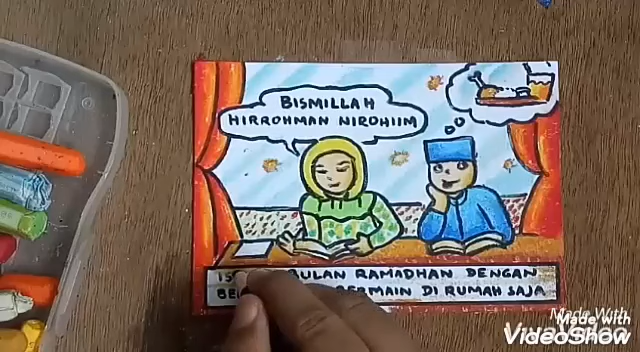 BISMILLAH
HIRROHMAN NIROHIIM
BULAN RAMADHAN DENGAN
BERMAIN DI RUMAH SAJA
Made With
VideoShow